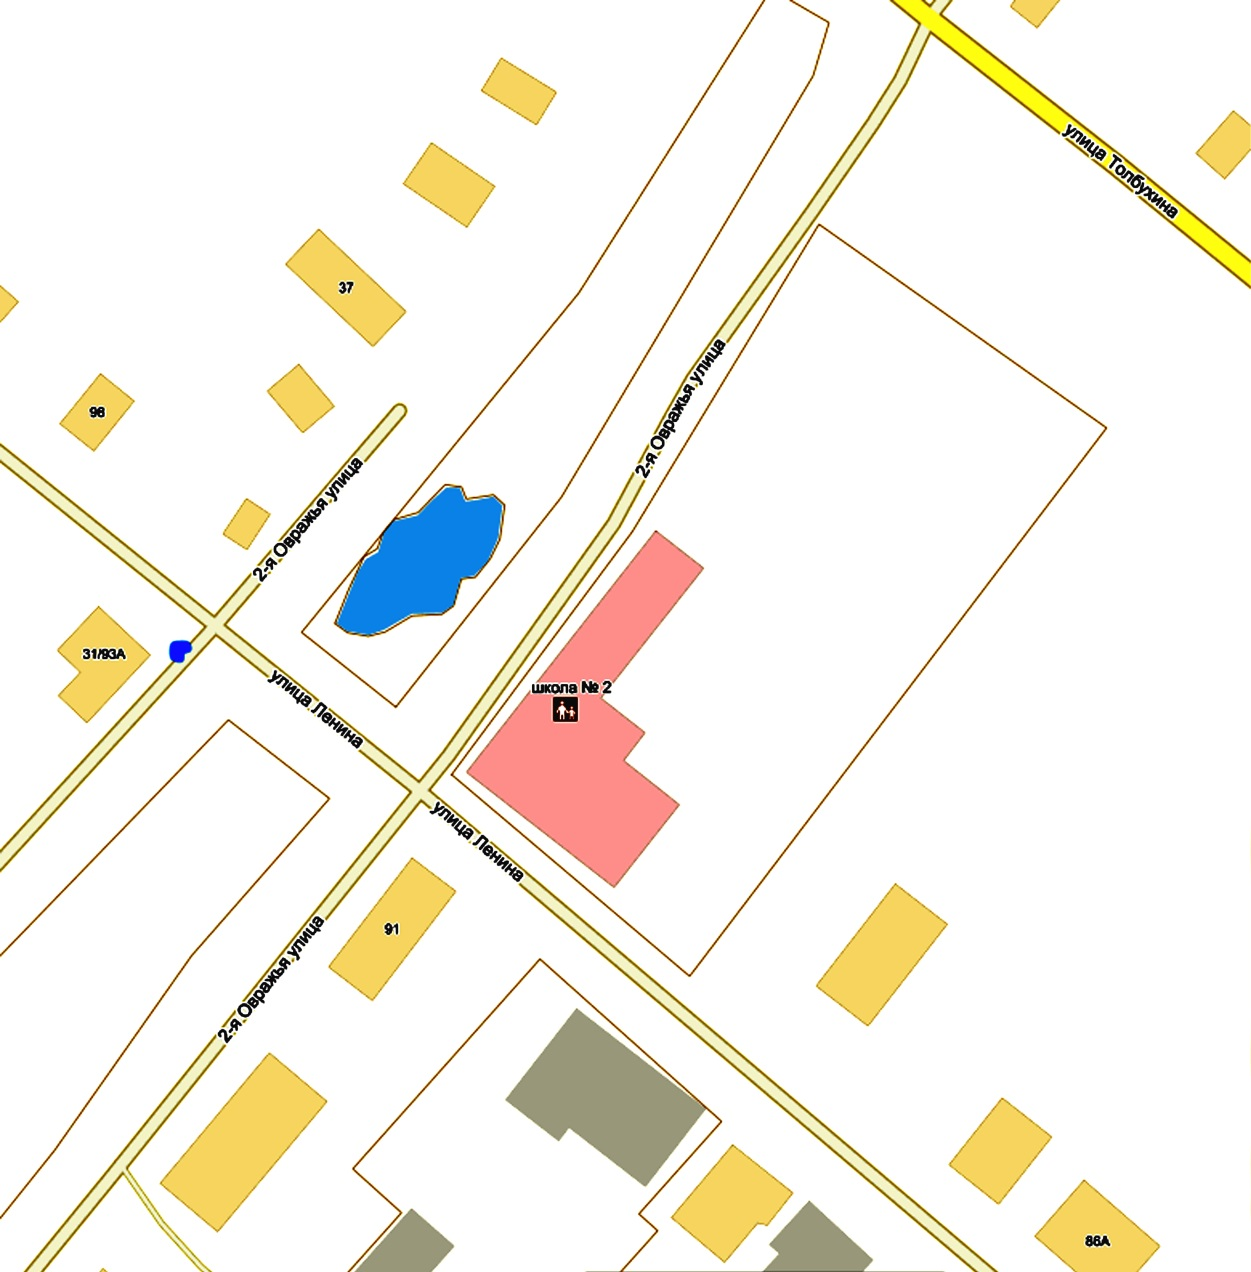 улица Толбухина
37
2-я Овражья улица
98
2-я Овражья улица
31/93А
школа № 2
улица Ленина
улица Ленина
91
2-я Овражья улица
86А